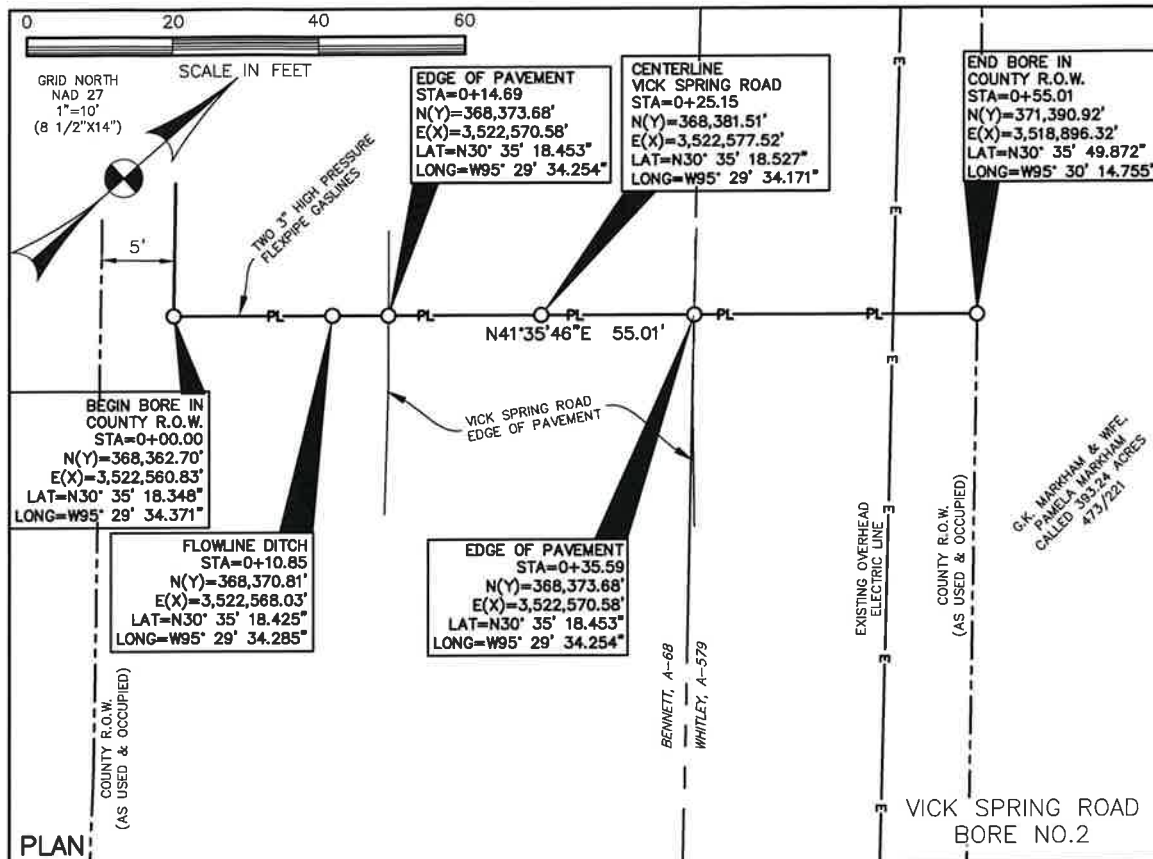 0 20 40 60
SCALE IN FEET
GRID NORTH
NAD 27
1"=10'
(8 1/2"X14")
5'
TWO 3" HIGH PRESSURE
FLEXPIPE GASLINES
EDGE OF PAVEMENT
STA=0+14.69
N(Y)=368,373.68'
E(X)=3,522,570.58'
LAT=N30° 35' 18.453"
LONG=W95° 29' 34.254"
CENTERLINE
VICK SPRING ROAD
STA=0+25.15
N(Y)=368,381.51'
E(X)=3,522,577.52'
LAT=N30° 35' 18.527"
LONG=W95° 29' 34.171"
END BORE IN
COUNTY R.O.W.
STA=0+55.01
N(Y)=371,390.92'
E(X)=3,518,896.32'
LAT=N30° 35' 49.872"
LONG=W95° 30' 14.755"
E
E
PL PL PL PL PL
N41°35'46"E 55.01'
E
BEGIN BORE IN
COUNTY R.O.W.
STA=0+00.00
N(Y)=368,362.70'
E(X)=3,522,560.83'
LAT=N30° 35' 18.348"
LONG=W95° 29' 34.371"
VICK SPRING ROAD
EDGE OF PAVEMENT
FLOWLINE DITCH
STA=0+10.85
N(Y)=368,370.81'
E(X)=3,522,568.03'
LAT=N30° 35' 18.425"
LONG=W95° 29' 34.285"
EDGE OF PAVEMENT
STA=0+35.59
N(Y)=368,373.68'
E(X)=3,522,570.58'
LAT=N30° 35' 18.453"
LONG=W95° 29' 34.254"
E
EXISTING OVERHEAD
ELECTRIC LINE
COUNTY R.O.W.
(AS USED & OCCUPIED)
G.K. MARKHAM & WIFE,
PAMELA MARKHAM
CALLED 393.24 ACRES
473/221
COUNTY R.O.W.
(AS USED & OCCUPIED)
BENNETT, A-68
WHITLEY, A-579
E
E
PLAN
VICK SPRING ROAD
BORE NO.2